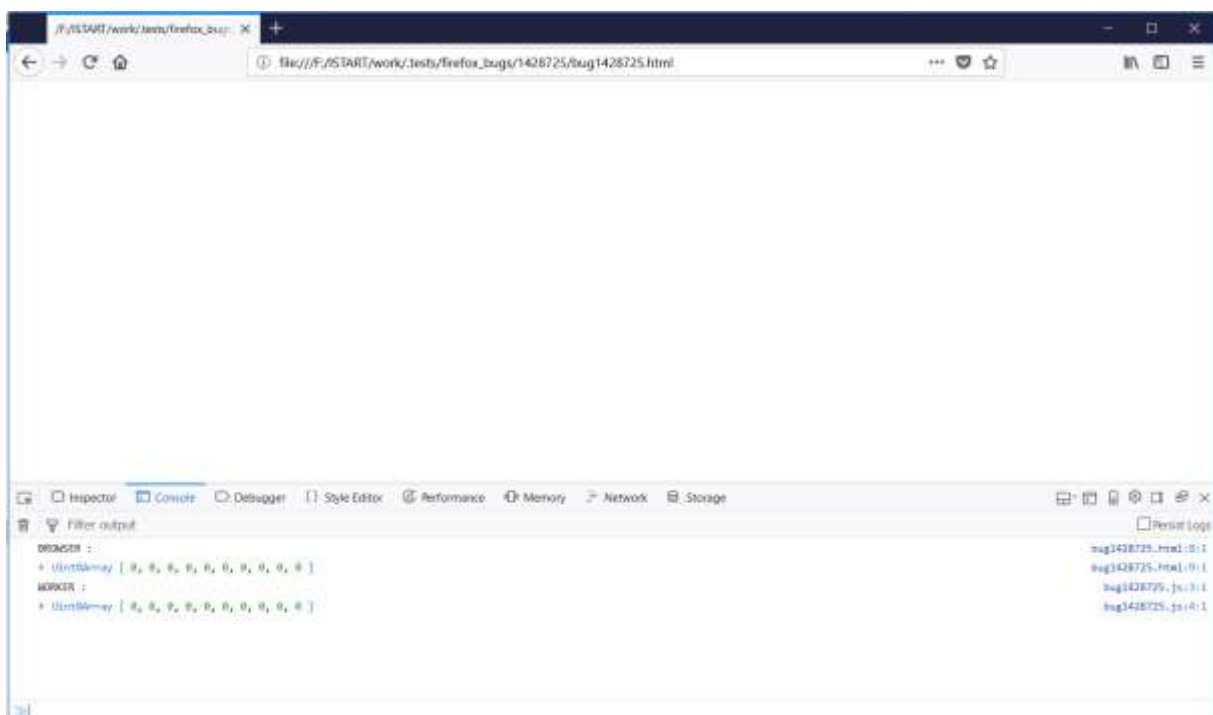 /F:/ISTART/work/.tests/firefox_bug
file:///F:/ISTART/work/.tests/firefox_bugs/1428725/bug1428725.html
Inspector Console Debugger {} Style Editor Performance Memory Network Storage
Filter output Persist Logs
BROWSER : bug1428725.html:8:1
Uint8Array [ 0, 0, 0, 0, 0, 0, 0, 0, 0, 0 ] bug1428725.html:9:1
WORKER : bug1428725.js:3:1
Uint8Array [ 0, 0, 0, 0, 0, 0, 0, 0, 0, 0 ] bug1428725.js:4:1